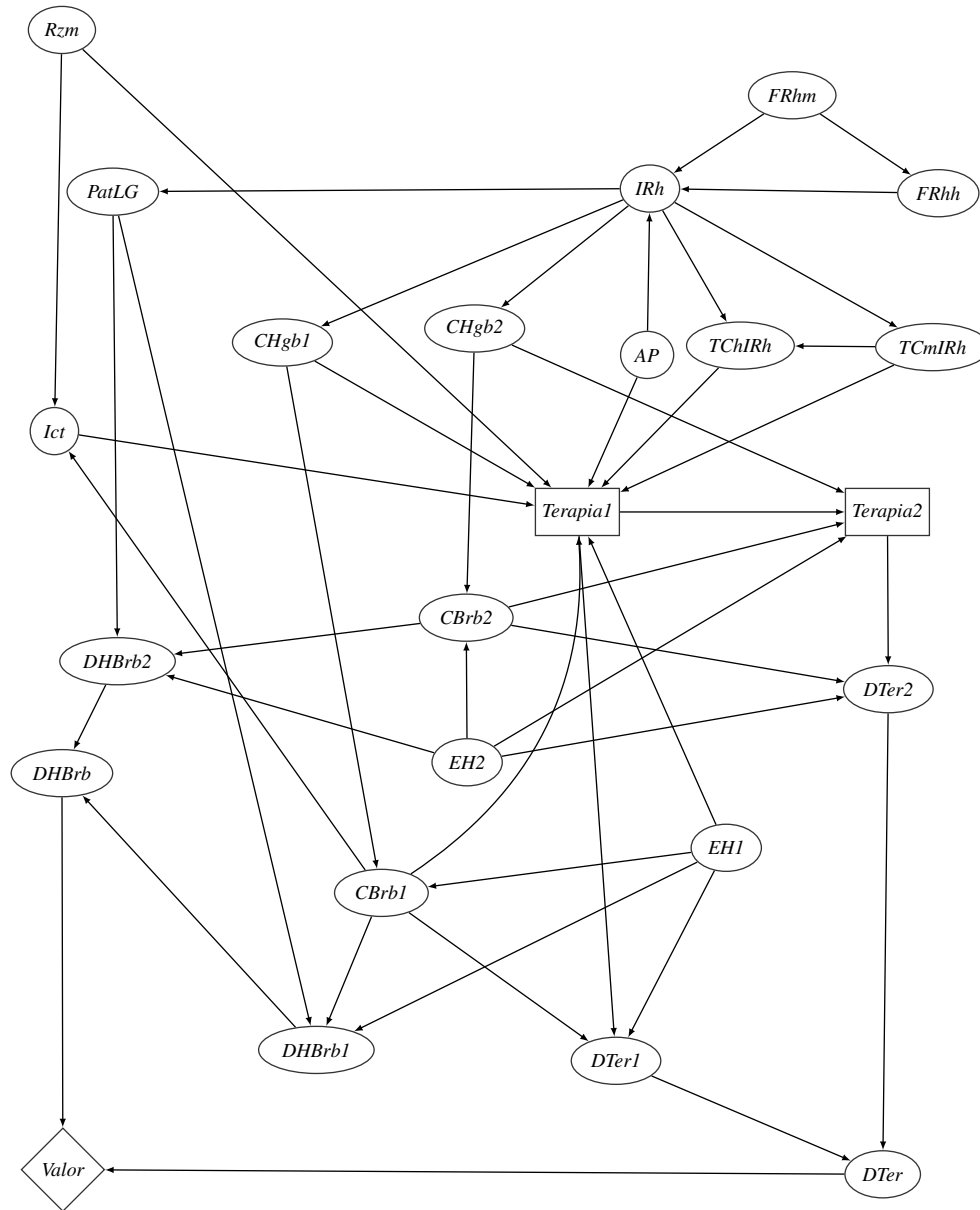 Rzm
FRhm
PatLG
IRh
FRhh
CHgb1
CHgb2
AP
TChIRh
TCmIRh
Ict
Terapia1
Terapia2
CBrb2
DHBrb2
DTer2
EH2
DHBrb
EH1
CBrb1
DHBrb1
DTer1
Valor
DTer